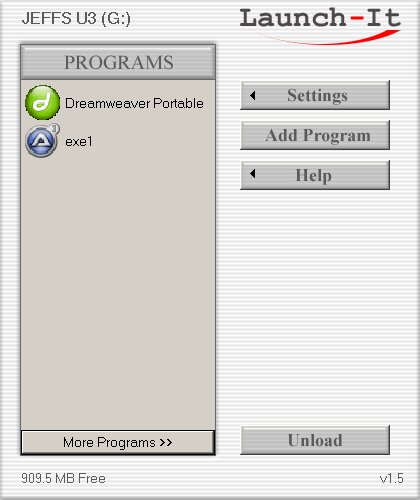 JEFFS U3 (G:)
Launch-It
PROGRAMS
Dreamweaver Portable
exe1
More Programs >>
Settings
Add Program
Help
Unload
909.5 MB Free
v1.5